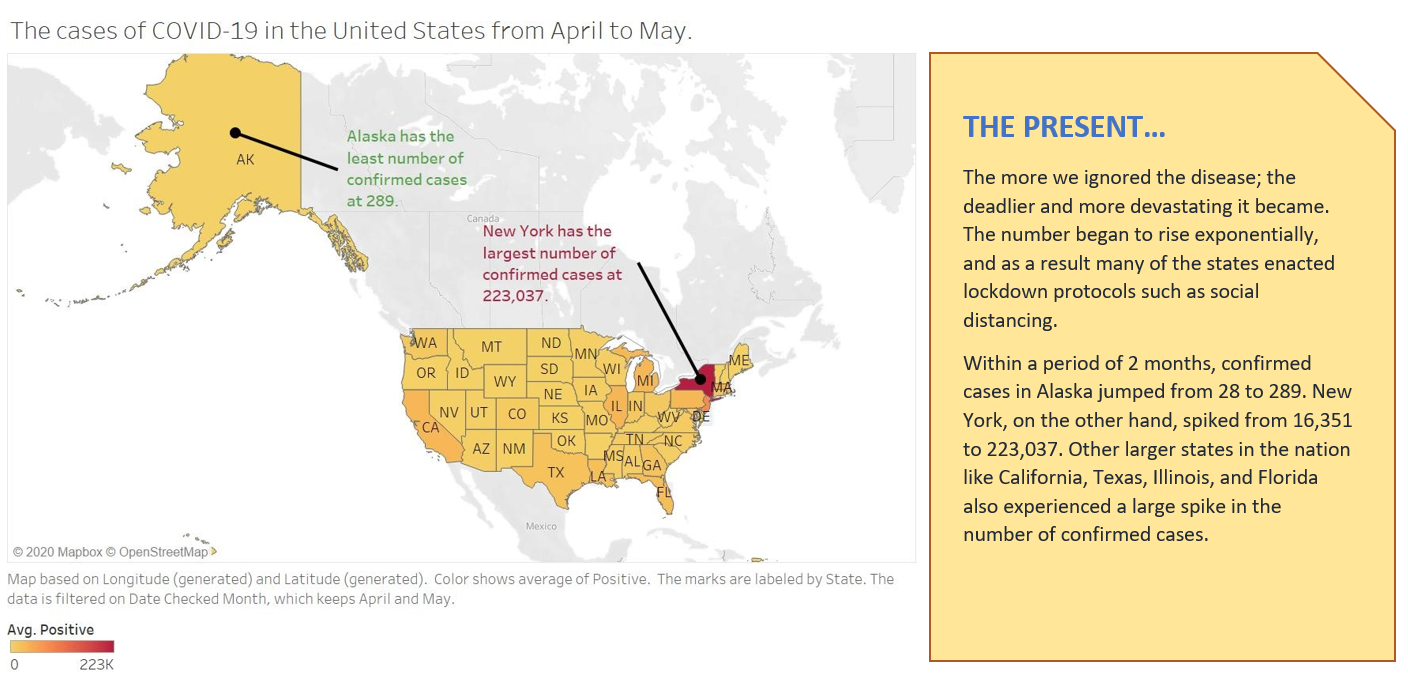 The cases of COVID-19 in the United States from April to May.
Alaska has the
least number of
confirmed cases
at 289.
AK
Canada
New York has the
largest number of
confirmed cases at
223,037.
WA
MT
ND
MN
ME
OR
ID
SD
WI
MI
MA
WY
NE
IA
IL
IN
NV
UT
CO
KS
MO
WV
DE
CA
AZ
NM
OK
TN
NC
TX
LA
MS
AL
GA
FL
Mexico
© 2020 Mapbox © OpenStreetMap
Map based on Longitude (generated) and Latitude (generated). Color shows average of Positive. The marks are labeled by State. The
data is filtered on Date Checked Month, which keeps April and May.
Avg. Positive
0
223K
THE PRESENT...
The more we ignored the disease; the
deadlier and more devastating it became.
The number began to rise exponentially,
and as a result many of the states enacted
lockdown protocols such as social
distancing.
Within a period of 2 months, confirmed
cases in Alaska jumped from 28 to 289. New
York, on the other hand, spiked from 16,351
to 223,037. Other larger states in the nation
like California, Texas, Illinois, and Florida
also experienced a large spike in the
number of confirmed cases.